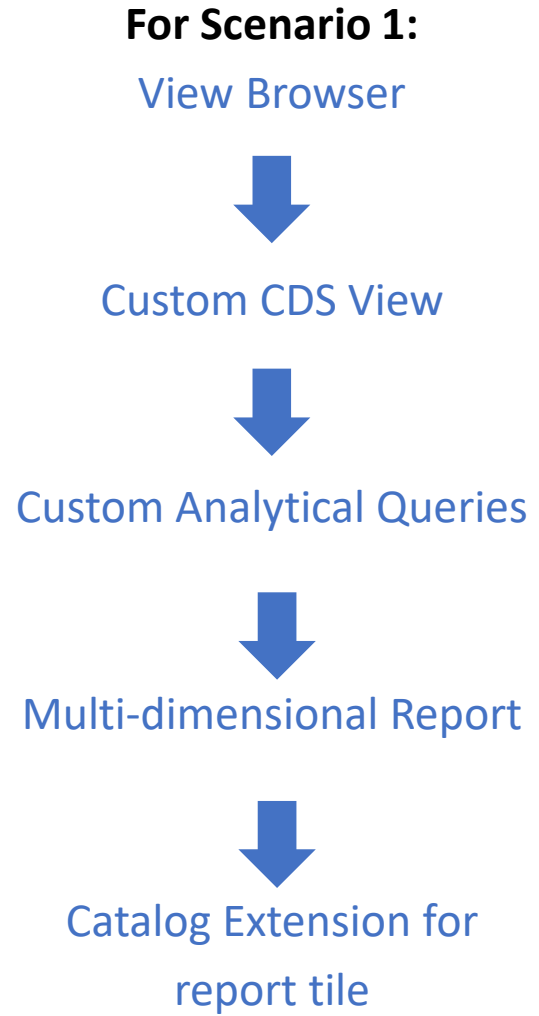 For Scenario 1:
View Browser
Custom CDS View
Custom Analytical Queries
Multi-dimensional Report
Catalog Extension for
report tile